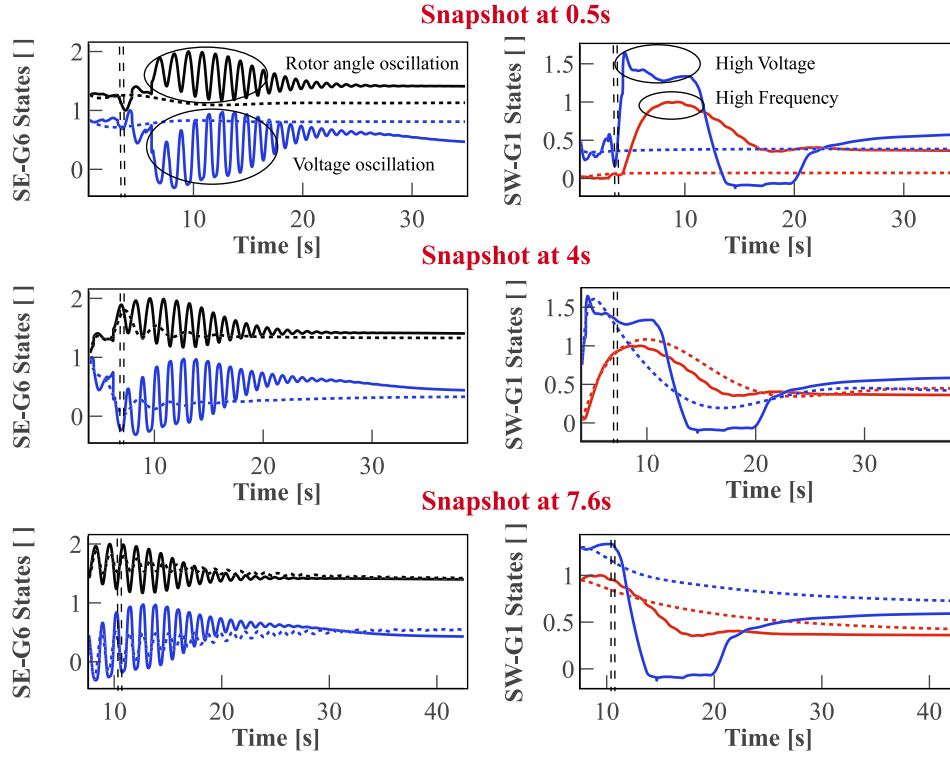 Snapshot at 0.5s
SE-G6 States [ ]
2
1
0
Rotor angle oscillation
Voltage oscillation
10
20
30
Time [s]
SW-G1 States [ ]
1.5
1
0.5
0
High Voltage
High Frequency
0
10
20
30
Time [s]
Snapshot at 4s
SE-G6 States [ ]
2
1
0
10
20
30
Time [s]
SW-G1 States [ ]
1.5
1
0.5
0
10
20
30
Time [s]
Snapshot at 7.6s
SE-G6 States [ ]
2
1
0
10
20
30
40
Time [s]
SW-G1 States [ ]
1
0.5
0
10
20
30
40
Time [s]